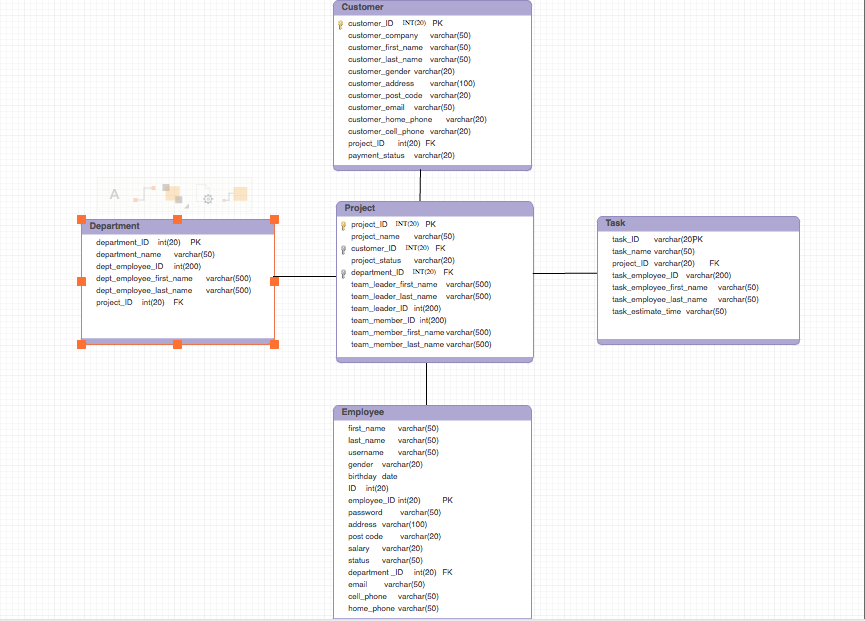 Customer
customer_ID INT(20) PK
customer_company varchar(50)
customer_first_name varchar(50)
customer_last_name varchar(50)
customer_gender varchar(20)
customer_address varchar(100)
customer_post_code varchar(20)
customer_email varchar(50)
customer_home_phone varchar(20)
customer_cell_phone varchar(20)
project_ID int(20) FK
payment_status varchar(20)
A
Department
department_ID int(20) PK
department_name varchar(50)
dept_employee_ID int(200)
dept_employee_first_name varchar(500)
dept_employee_last_name varchar(500)
project_ID int(20) FK
Project
project_ID INT(20) PK
project_name varchar(50)
customer_ID INT(20) FK
project_status varchar(20)
department_ID INT(20) FK
team_leader_first_name varchar(500)
team_leader_last_name varchar(500)
team_leader_ID int(200)
team_member_ID int(200)
team_member_first_name varchar(500)
team_member_last_name varchar(500)
Task
task_ID varchar(20PK
task_name varchar(50)
project_ID varchar(20) FK
task_employee_ID varchar(200)
task_employee_first_name varchar(50)
task_employee_last_name varchar(50)
task_estimate_time varchar(50)
Employee
first_name varchar(50)
last_name varchar(50)
username varchar(50)
gender varchar(20)
birthday date
ID int(20)
employee_ID int(20) PK
password varchar(50)
address varchar(100)
post code varchar(20)
salary varchar(20)
status varchar(50)
department _ID int(20) FK
email varchar(50)
cell_phone varchar(50)
home_phone varchar(50)